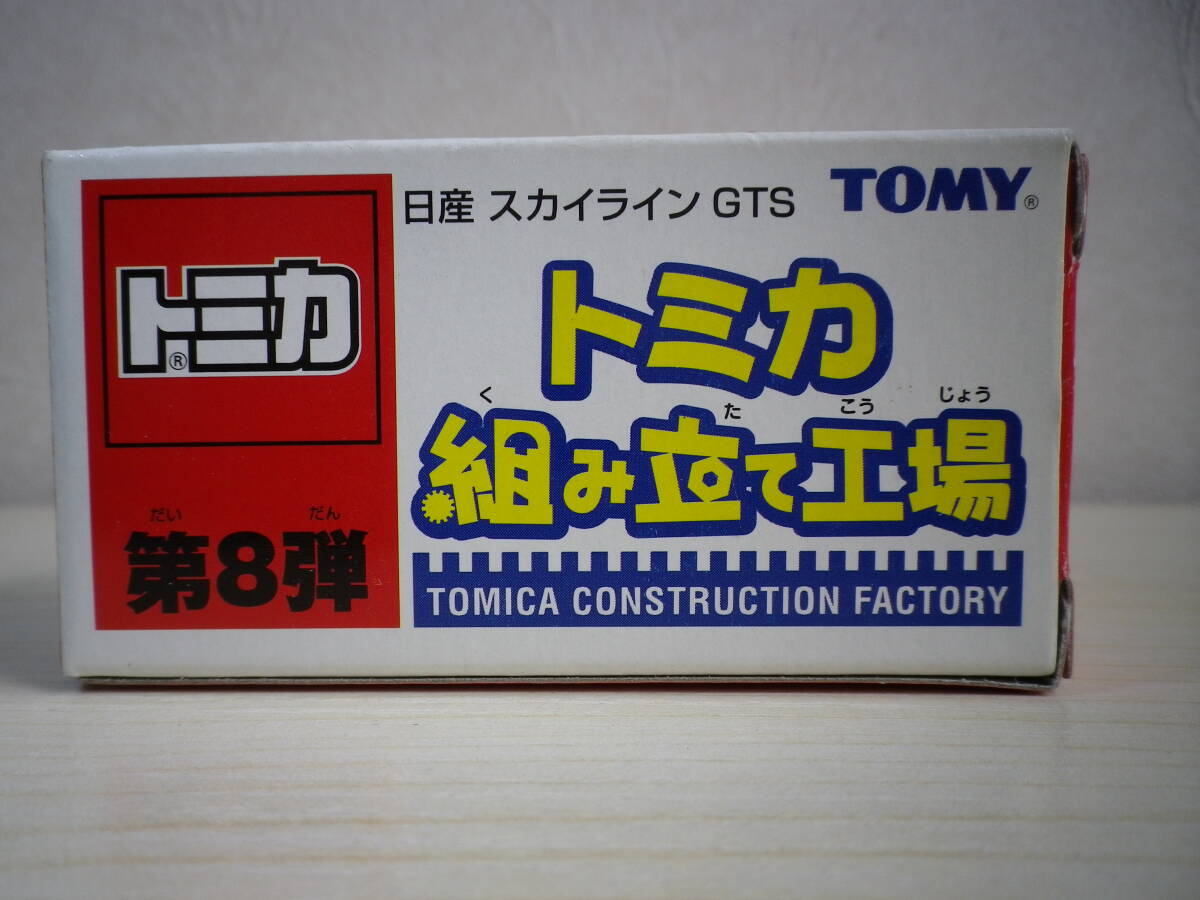 トミカ®
だい だん
第8弾
日産 スカイライン GTS
TOMY®
トミカ
く た こう じょう
組み立て工場
TOMICA CONSTRUCTION FACTORY